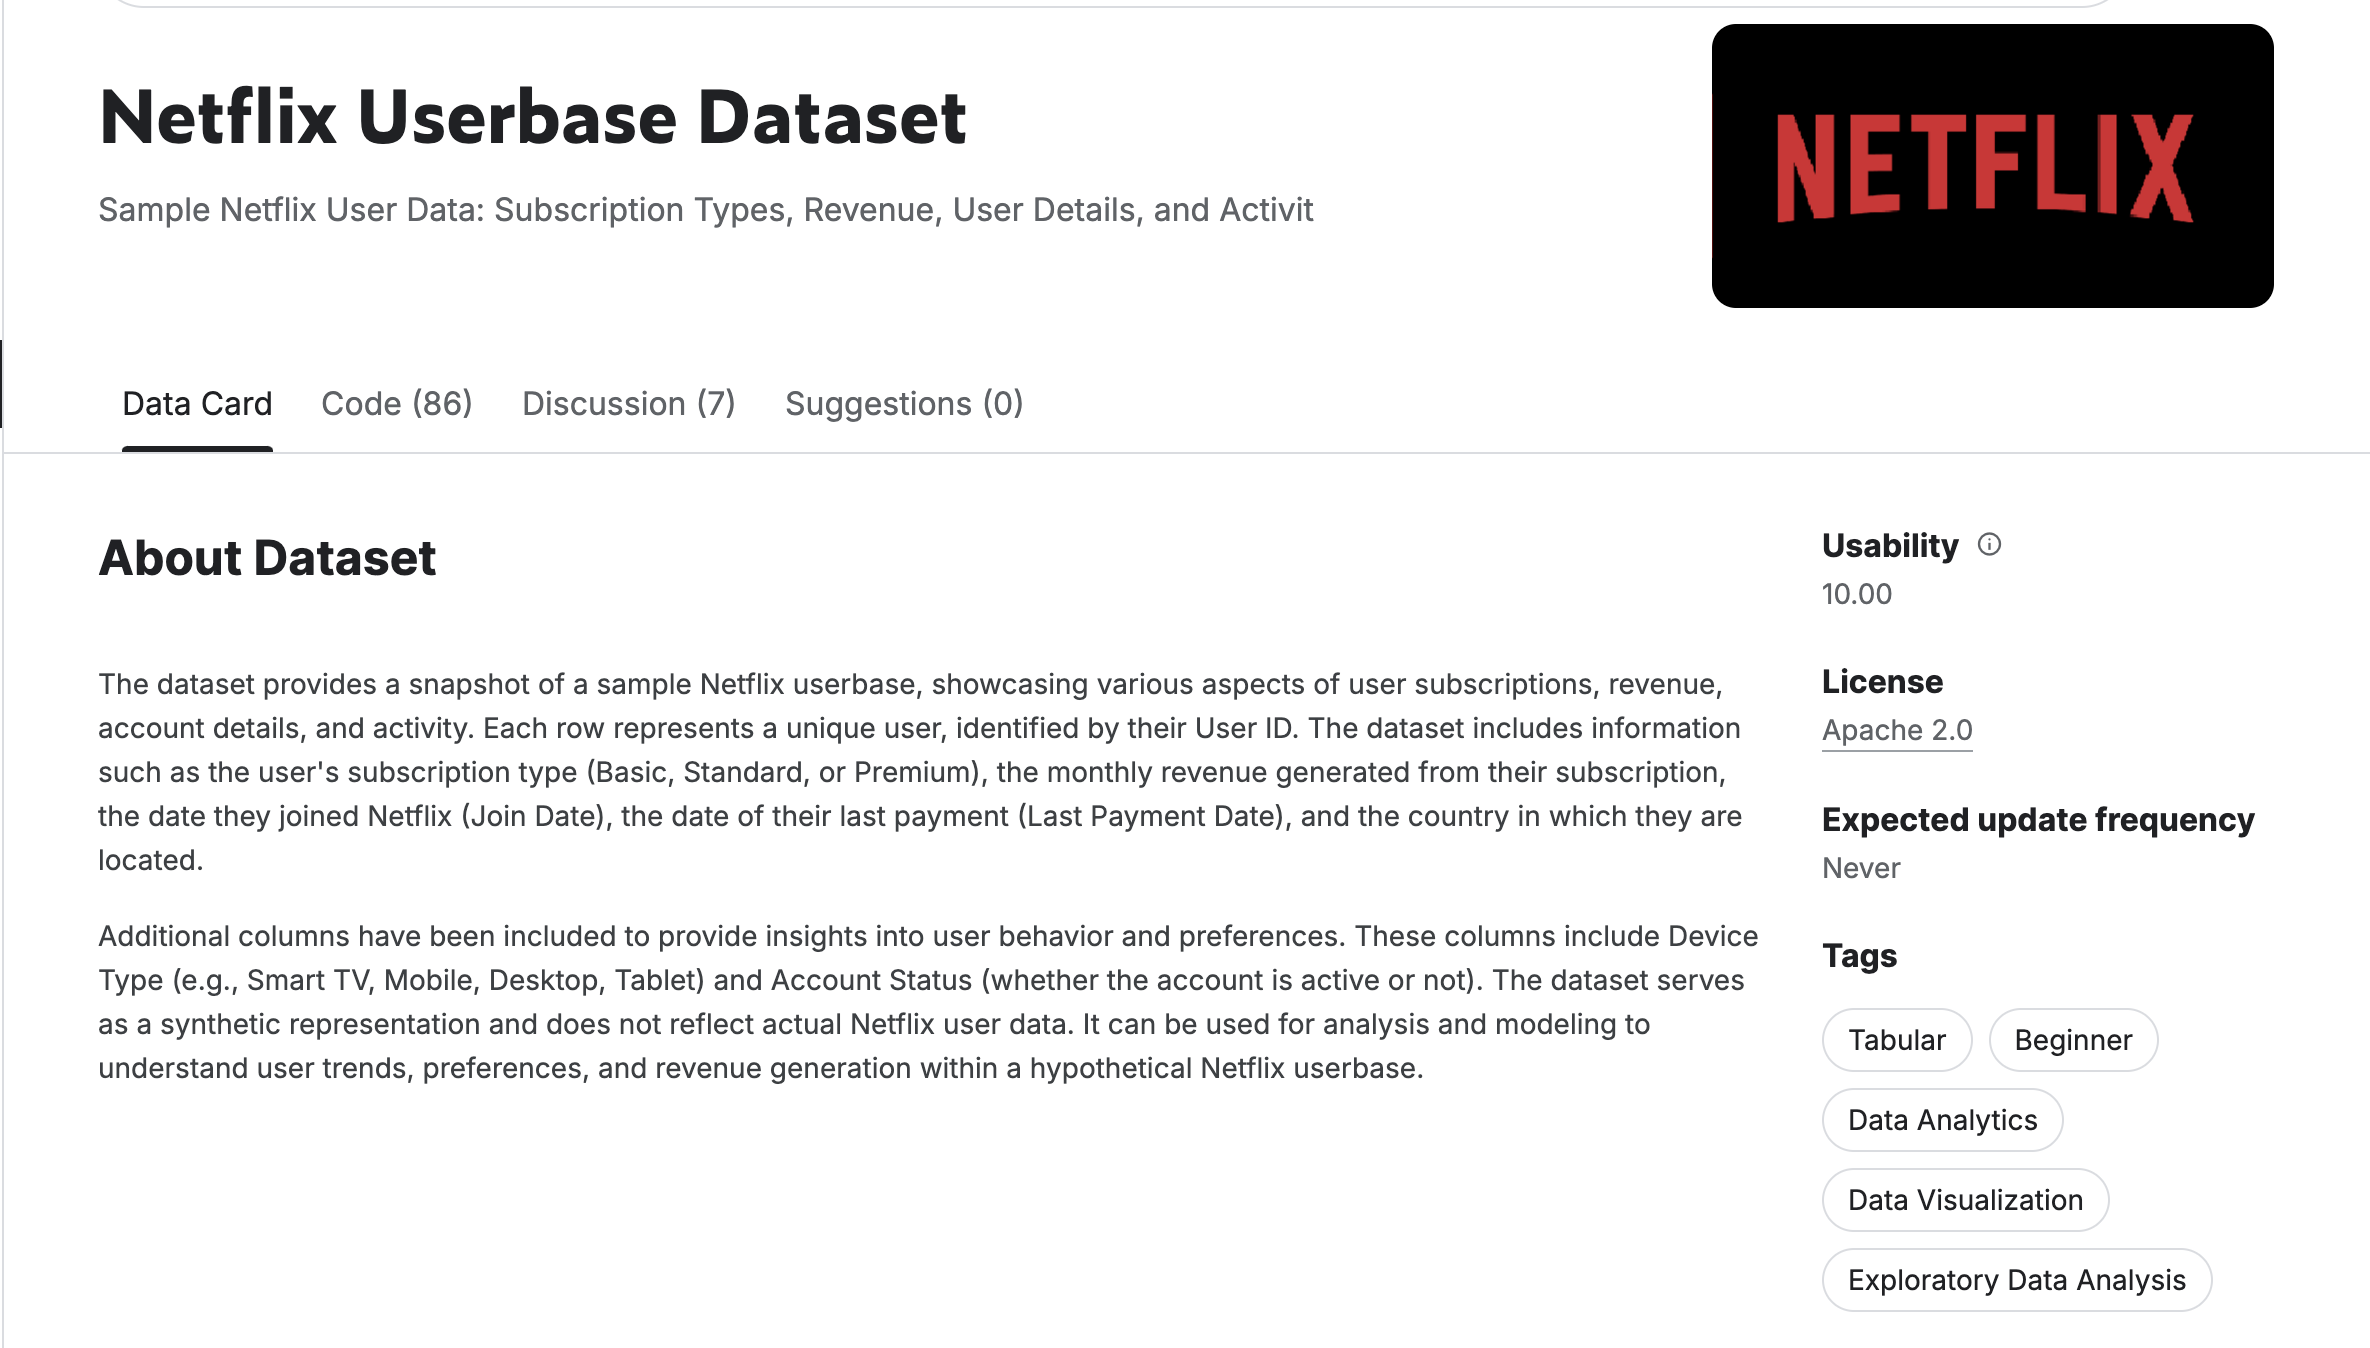 Netflix Userbase Dataset
Sample Netflix User Data: Subscription Types, Revenue, User Details, and Activit
NETFLIX
Data Card
Code (86)
Discussion (7)
Suggestions (0)
About Dataset
The dataset provides a snapshot of a sample Netflix userbase, showcasing various aspects of user subscriptions, revenue,
account details, and activity. Each row represents a unique user, identified by their User ID. The dataset includes information
such as the user's subscription type (Basic, Standard, or Premium), the monthly revenue generated from their subscription,
the date they joined Netflix (Join Date), the date of their last payment (Last Payment Date), and the country in which they are
located.
Additional columns have been included to provide insights into user behavior and preferences. These columns include Device
Type (e.g., Smart TV, Mobile, Desktop, Tablet) and Account Status (whether the account is active or not). The dataset serves
as a synthetic representation and does not reflect actual Netflix user data. It can be used for analysis and modeling to
understand user trends, preferences, and revenue generation within a hypothetical Netflix userbase.
Usability
10.00
License
Apache 2.0
Expected update frequency
Never
Tags
Tabular
Beginner
Data Analytics
Data Visualization
Exploratory Data Analysis